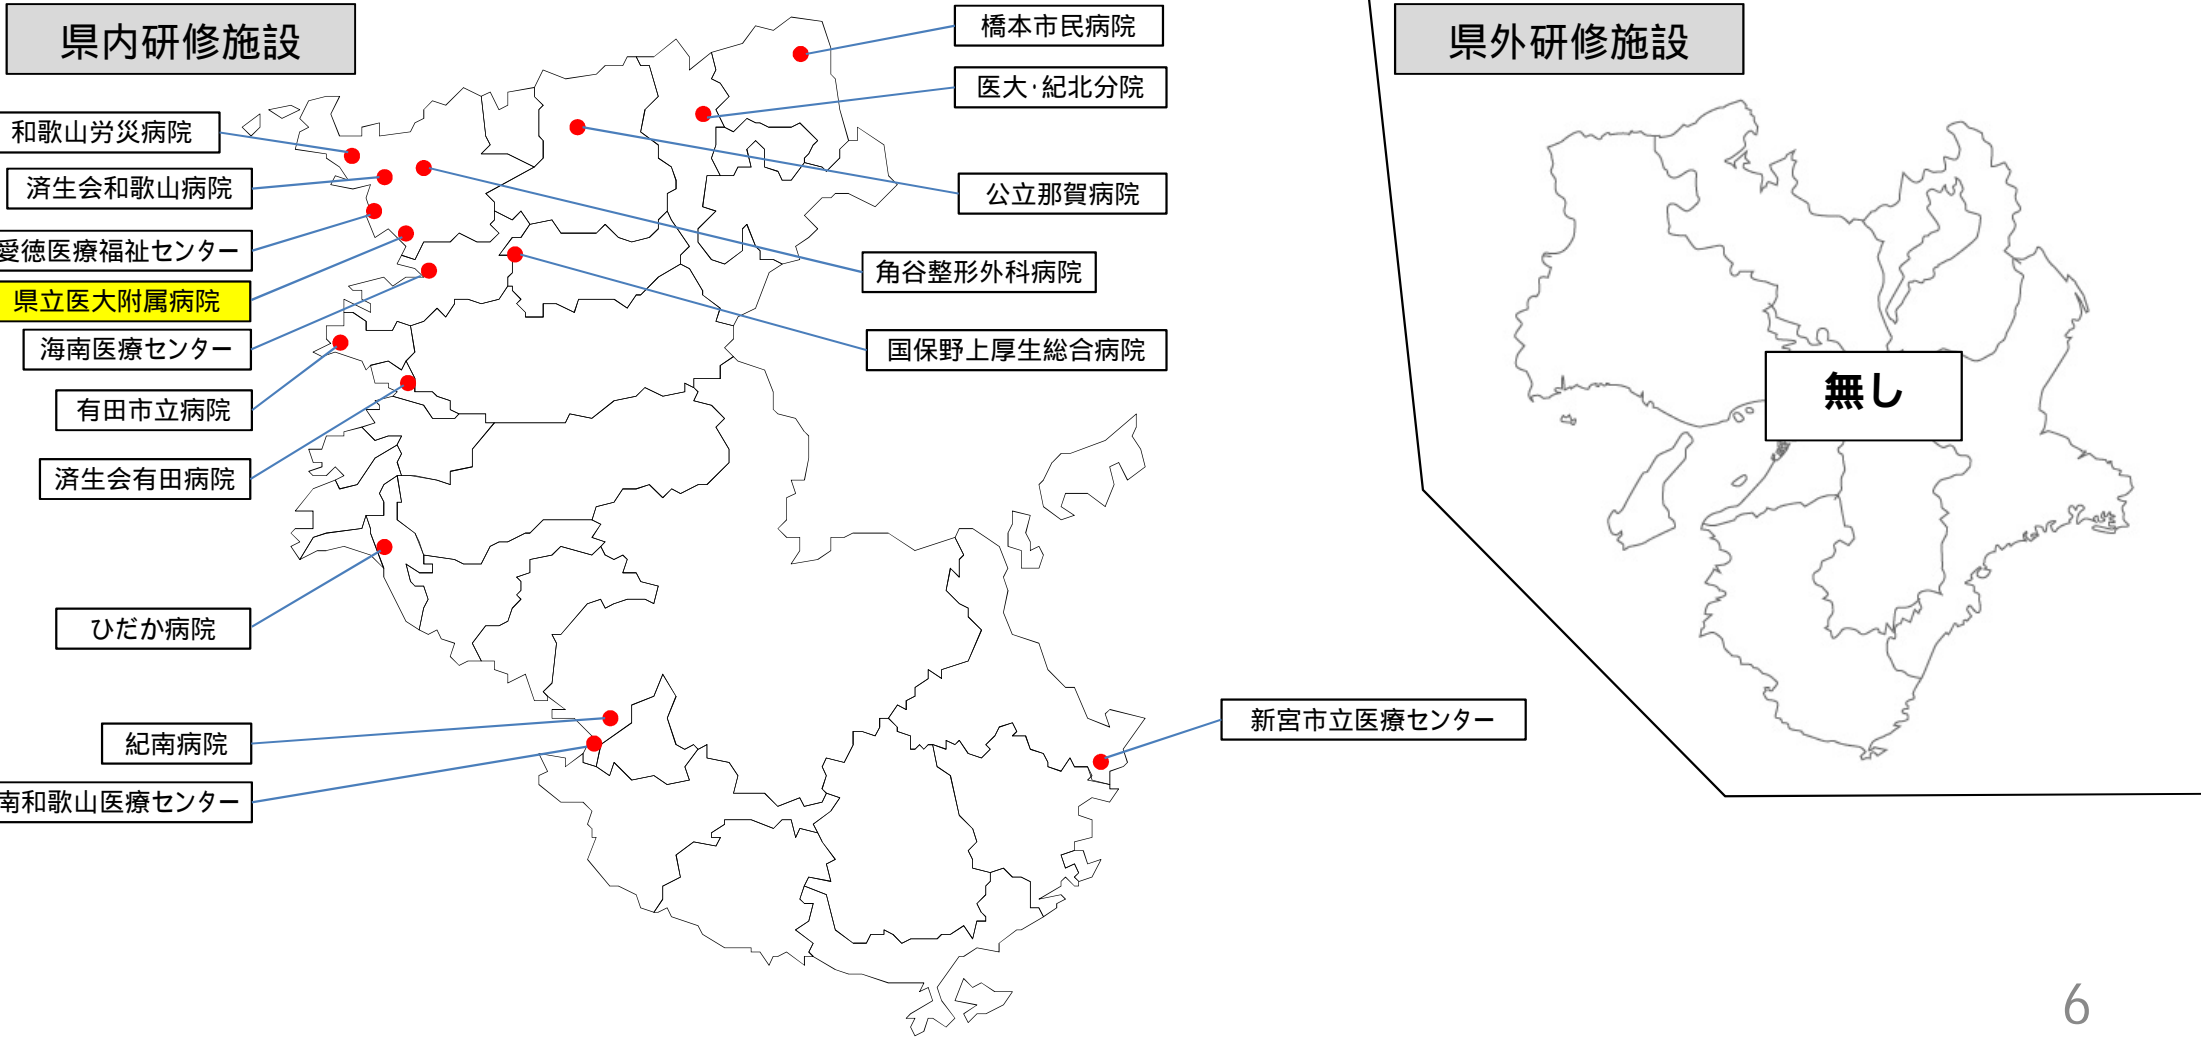 県内研修施設
県外研修施設
橋本市民病院
医大・紀北分院
和歌山労災病院
済生会和歌山病院
公立那賀病院
愛徳医療福祉センター
角谷整形外科病院
県立医大附属病院
海南医療センター
国保野上厚生総合病院
無し
有田市立病院
済生会有田病院
ひだか病院
紀南病院
新宮市立医療センター
南和歌山医療センター
6